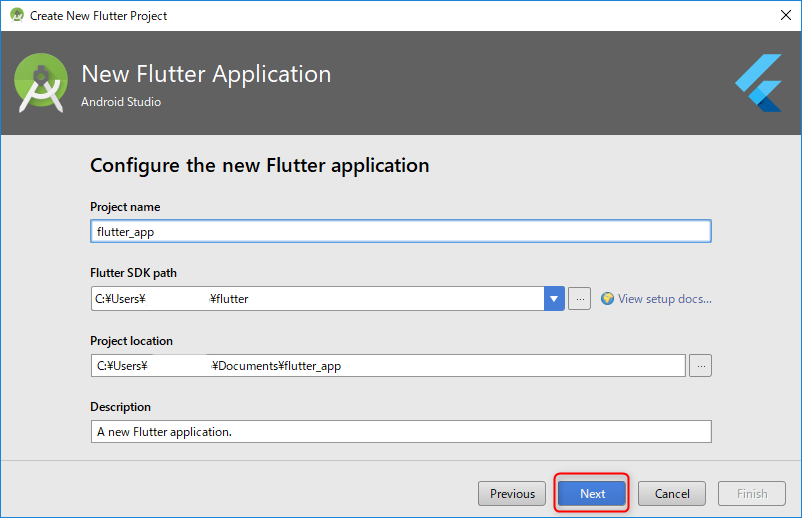 Create New Flutter Project
New Flutter Application
Android Studio
Configure the new Flutter application
Project name
flutter_app
Flutter SDK path
C:¥Users¥ ¥flutter
... View setup docs...
Project location
C:¥Users¥ ¥Documents¥flutter_app
...
Description
A new Flutter application.
Previous Next Cancel Finish